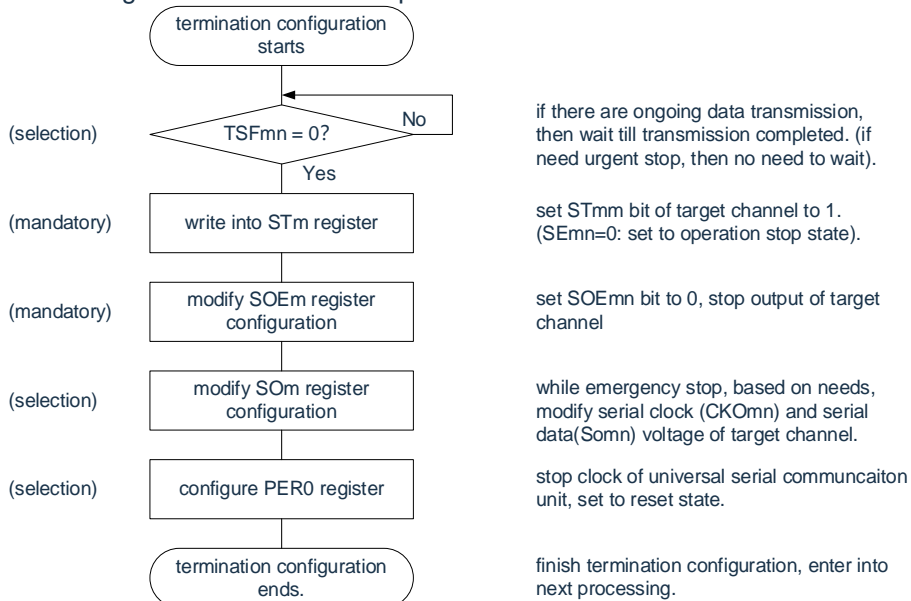 termination configuration
starts
(selection)
TSFmn = 0?
No
Yes
if there are ongoing data transmission,
then wait till transmission completed. (if
need urgent stop, then no need to wait).
(mandatory)
write into STm register
set STmm bit of target channel to 1.
(SEmn=0: set to operation stop state).
(mandatory)
modify SOEm register
configuration
set SOEmn bit to 0, stop output of target
channel
(selection)
modify SOm register
configuration
while emergency stop, based on needs,
modify serial clock (CKOmn) and serial
data(Somn) voltage of target channel.
(selection)
configure PER0 register
stop clock of universal serial communcaiton
unit, set to reset state.
termination configuration
ends.
finish termination configuration, enter into
next processing.